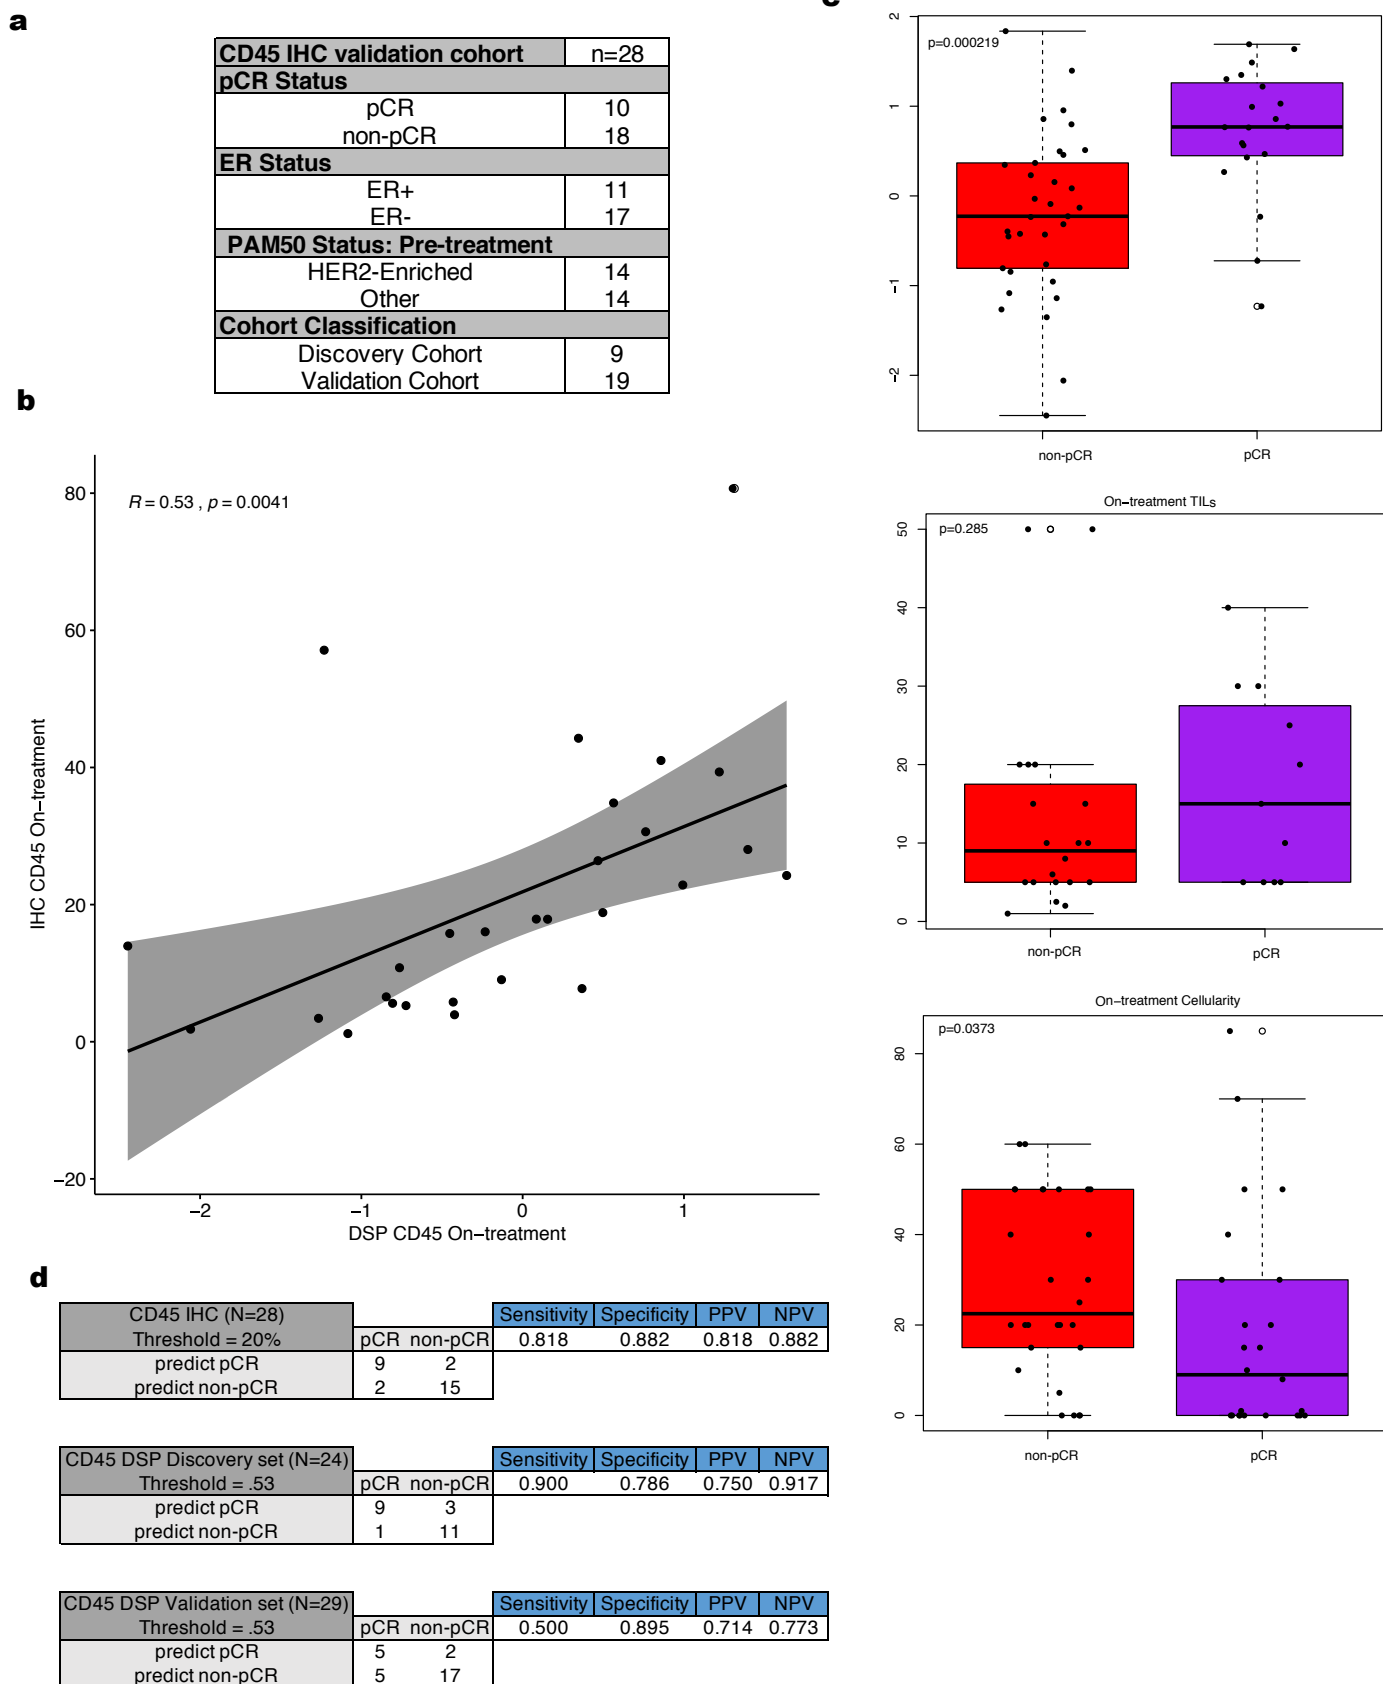 a
CD45 IHC validation cohort n=28
pCR Status
pCR 10
non-pCR 18
ER Status
ER+ 11
ER- 17
PAM50 Status: Pre-treatment
HER2-Enriched 14
Other 14
Cohort Classification
Discovery Cohort 9
Validation Cohort 19
b
R = 0.53 , p = 0.0041
80
60
40
20
0
−20
IHC CD45 On−treatment
−2 −1 0 1
DSP CD45 On−treatment
p=0.000219
2
1
0
−1
−2
non-pCR pCR
On−treatment TILs
p=0.285
50
40
30
20
10
0
non-pCR pCR
On−treatment Cellularity
p=0.0373
80
60
40
20
0
non-pCR pCR
d
CD45 IHC (N=28) Sensitivity Specificity PPV NPV
Threshold = 20% pCR non-pCR 0.818 0.882 0.818 0.882
predict pCR 9 2
predict non-pCR 2 15
CD45 DSP Discovery set (N=24) Sensitivity Specificity PPV NPV
Threshold = .53 pCR non-pCR 0.900 0.786 0.750 0.917
predict pCR 9 3
predict non-pCR 1 11
CD45 DSP Validation set (N=29) Sensitivity Specificity PPV NPV
Threshold = .53 pCR non-pCR 0.500 0.895 0.714 0.773
predict pCR 5 2
predict non-pCR 5 17